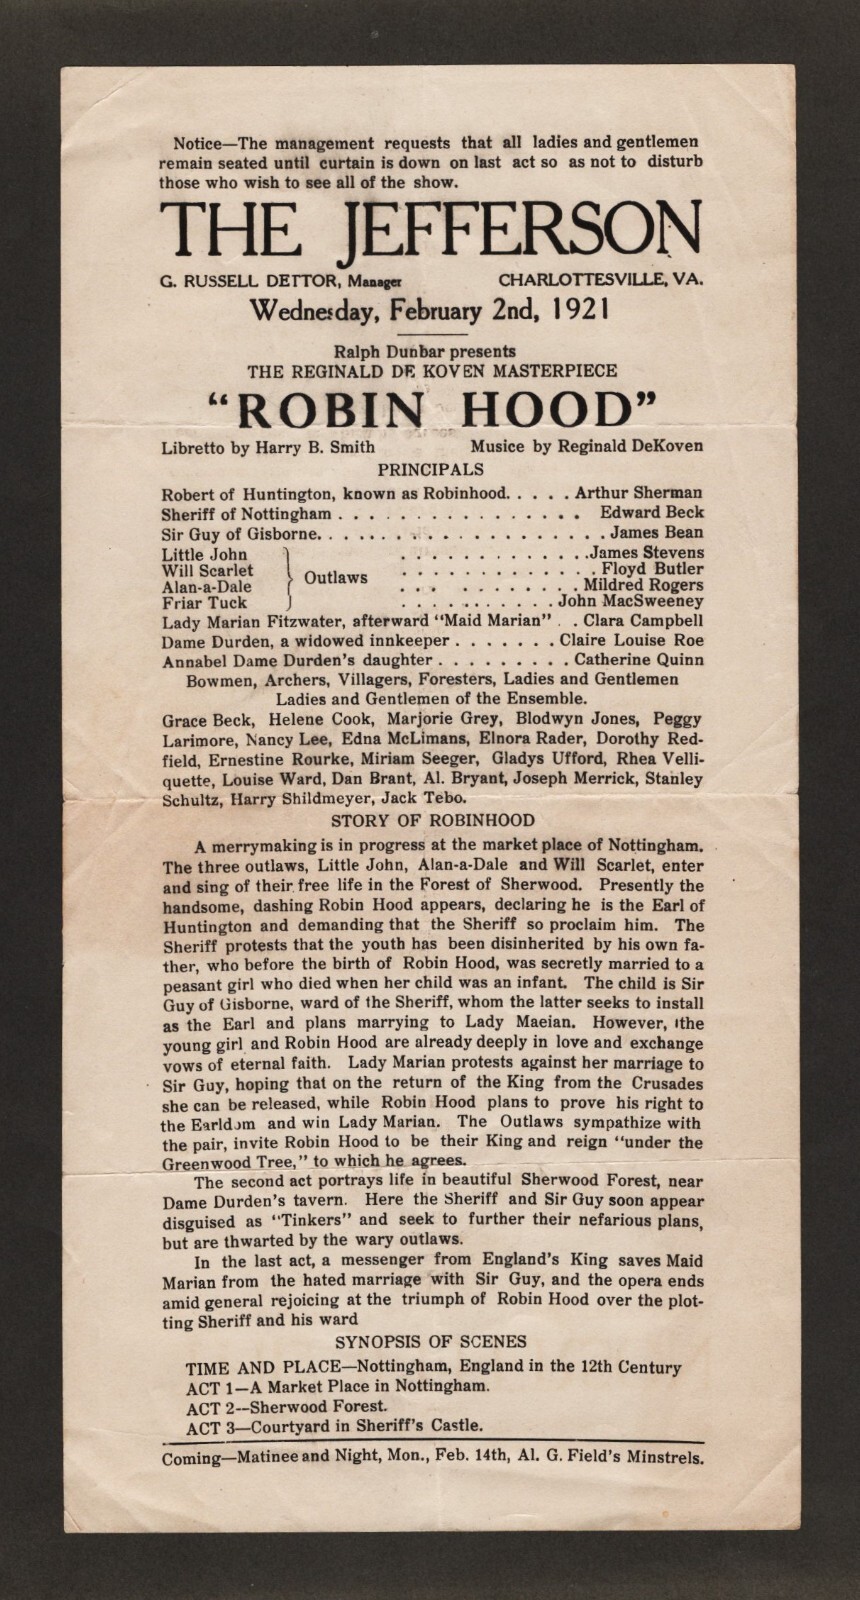 Notice—The management requests that all ladies and gentlemen
remain seated until curtain is down on last act so as not to disturb
those who wish to see all of the show.
THE JEFFERSON
G. RUSSELL DETTOR, Manager CHARLOTTESVILLE, VA.
Wednesday, February 2nd, 1921
Ralph Dunbar presents
THE REGINALD DE KOVEN MASTERPIECE
"ROBIN HOOD"
Libretto by Harry B. Smith Musice by Reginald DeKoven
PRINCIPALS
Robert of Huntington, known as Robinhood. . . . . Arthur Sherman
Sheriff of Nottingham . . . . . . . . . . . . . . . . . Edward Beck
Sir Guy of Gisborne. . . . . . . . . . . . . . . . . . . . James Bean
Little John . . . . . . . . . . . . . James Stevens
Will Scarlet . . . . . . . . . . . . . Floyd Butler
Outlaws
Alan-a-Dale . . . . . . . . . . . Mildred Rogers
Friar Tuck . . . . . . . . . . . John MacSweeney
Lady Marian Fitzwater, afterward "Maid Marian" . . Clara Campbell
Dame Durden, a widowed innkeeper . . . . . . . Claire Louise Roe
Annabel Dame Durden's daughter . . . . . . . . . Catherine Quinn
Bowmen, Archers, Villagers, Foresters, Ladies and Gentlemen
Ladies and Gentlemen of the Ensemble.
Grace Beck, Helene Cook, Marjorie Grey, Blodwyn Jones, Peggy
Larimore, Nancy Lee, Edna McLimans, Elnora Rader, Dorothy Red-
field, Ernestine Rourke, Miriam Seeger, Gladys Ufford, Rhea Velli-
quette, Louise Ward, Dan Brant, Al. Bryant, Joseph Merrick, Stanley
Schultz, Harry Shildmeyer, Jack Tebo.
STORY OF ROBINHOOD
A merrymaking is in progress at the market place of Nottingham.
The three outlaws, Little John, Alan-a-Dale and Will Scarlet, enter
and sing of their free life in the Forest of Sherwood. Presently the
handsome, dashing Robin Hood appears, declaring he is the Earl of
Huntington and demanding that the Sheriff so proclaim him. The
Sheriff protests that the youth has been disinherited by his own fa-
ther, who before the birth of Robin Hood, was secretly married to a
peasant girl who died when her child was an infant. The child is Sir
Guy of Gisborne, ward of the Sheriff, whom the latter seeks to install
as the Earl and plans marrying to Lady Maeian. However, the
young girl and Robin Hood are already deeply in love and exchange
vows of eternal faith. Lady Marian protests against her marriage to
Sir Guy, hoping that on the return of the King from the Crusades
she can be released, while Robin Hood plans to prove his right to
the Earldom and win Lady Marian. The Outlaws sympathize with
the pair, invite Robin Hood to be their King and reign "under the
Greenwood Tree," to which he agrees.
The second act portrays life in beautiful Sherwood Forest, near
Dame Durden's tavern. Here the Sheriff and Sir Guy soon appear
disguised as "Tinkers" and seek to further their nefarious plans,
but are thwarted by the wary outlaws.
In the last act, a messenger from England's King saves Maid
Marian from the hated marriage with Sir Guy, and the opera ends
amid general rejoicing at the triumph of Robin Hood over the plot-
ting Sheriff and his ward
SYNOPSIS OF SCENES
TIME AND PLACE—Nottingham, England in the 12th Century
ACT 1—A Market Place in Nottingham.
ACT 2--Sherwood Forest.
ACT 3—Courtyard in Sheriff's Castle.
Coming—Matinee and Night, Mon., Feb. 14th, Al. G. Field's Minstrels.